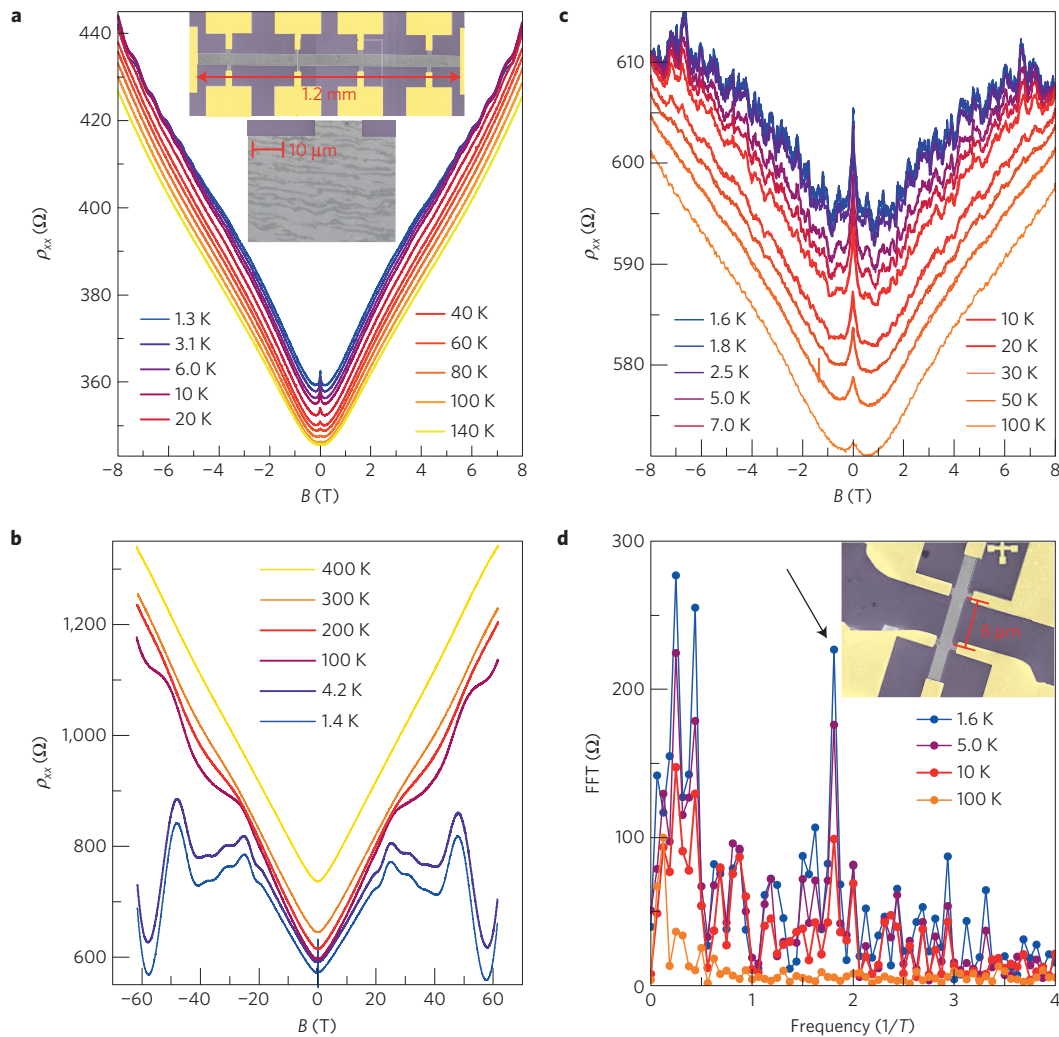 a
440
420
400
380
360
ρxx (Ω)
1.2 mm
10 μm
1.3 K
3.1 K
6.0 K
10 K
20 K
40 K
60 K
80 K
100 K
140 K
−8 −6 −4 −2 0 2 4 6 8
B (T)
c
610
600
590
580
ρxx (Ω)
1.6 K
1.8 K
2.5 K
5.0 K
7.0 K
10 K
20 K
30 K
50 K
100 K
−8 −6 −4 −2 0 2 4 6 8
B (T)
b
1,200
1,000
800
600
ρxx (Ω)
400 K
300 K
200 K
100 K
4.2 K
1.4 K
−60 −40 −20 0 20 40 60
B (T)
d
300
200
100
0
FFT (Ω)
8 μm
1.6 K
5.0 K
10 K
100 K
0 1 2 3 4
Frequency (1/T)